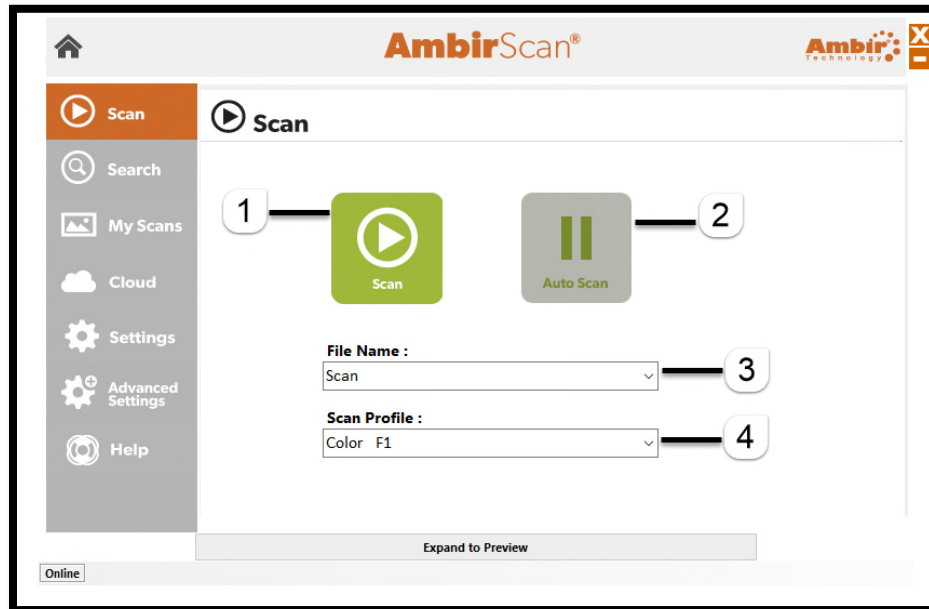 AmbirScan®
Ambir
Technology
X
Scan
Search
My Scans
Cloud
Settings
Advanced
Settings
Help
Scan
1
Scan
Auto Scan
2
File Name :
Scan
3
Scan Profile :
Color F1
4
Expand to Preview
Online